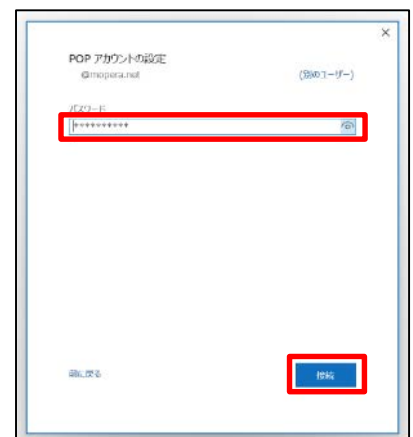 ×
POP アカウントの設定
@mopera.net
(別のユーザー)
パスワード
**********
前に戻る
接続